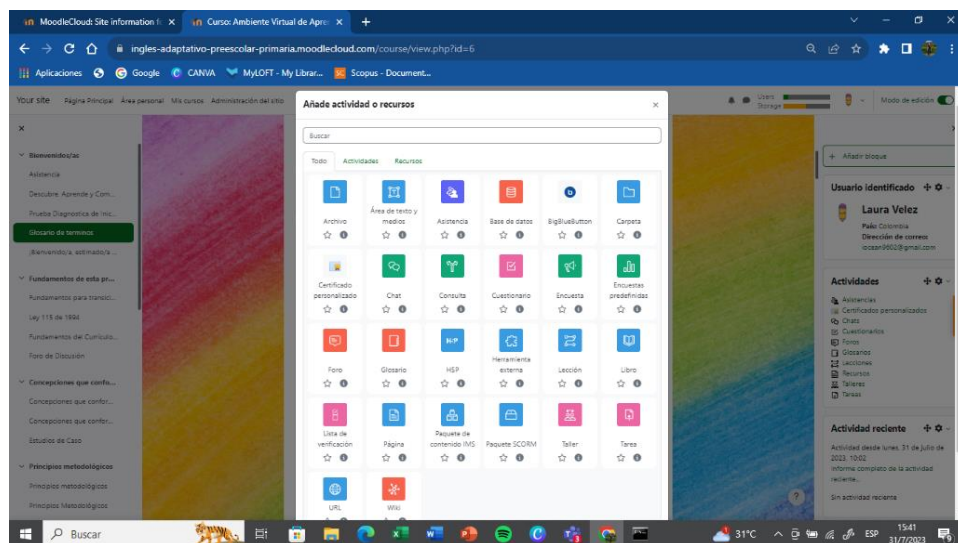 MoodleCloud: Site information f
Curso: Ambiente Virtual de Apre
ingles-adaptativo-preescolar-primaria.moodlecloud.com/course/view.php?id=6
Aplicaciones
Google
CANVA
MyLOFT - My Librar...
Scopus - Document...
Your site
Página Principal
Área personal
Mis cursos
Administración del sitio
Users
Storage
Modo de edición
Bienvenidos/as
Asistencia
Descubre, Aprende y Com...
Prueba Diagnostica de Inic...
Glosario de terminos
¡Bienvenido/a, estimado/a ...
Fundamentos de esta pr...
Fundamentos para transici...
Ley 115 de 1994
Fundamentos del Currículo...
Foro de Discusión
Concepciones que confo...
Concepciones que confor...
Concepciones que confor...
Estudios de Caso
Principios metodológicos
Principios metodológicos
Principios Metodológicos
Añade actividad o recursos
Buscar
Todo
Actividades
Recursos
Archivo
Área de texto y medios
Asistencia
Base de datos
BigBlueButton
Carpeta
Certificado personalizado
Chat
Consulta
Cuestionario
Encuesta
Encuestas predefinidas
Foro
Glosario
H5P
H5P
Herramienta externa
Lección
Libro
Lista de verificación
Página
Paquete de contenido IMS
Paquete SCORM
Taller
Tarea
URL
Wiki
Añadir bloque
Usuario identificado
Laura Velez
País: Colombia
Dirección de correo:
Actividades
Asistencias
Certificados personalizados
Chats
Cuestionarios
Foros
Glosarios
Lecciones
Recursos
Talleres
Tareas
Actividad reciente
Actividad desde lunes, 31 de julio de
2023, 10:02
Informe completo de la actividad
reciente...
Sin actividad reciente
Buscar
31°C
ESP
15:41
31/7/2023